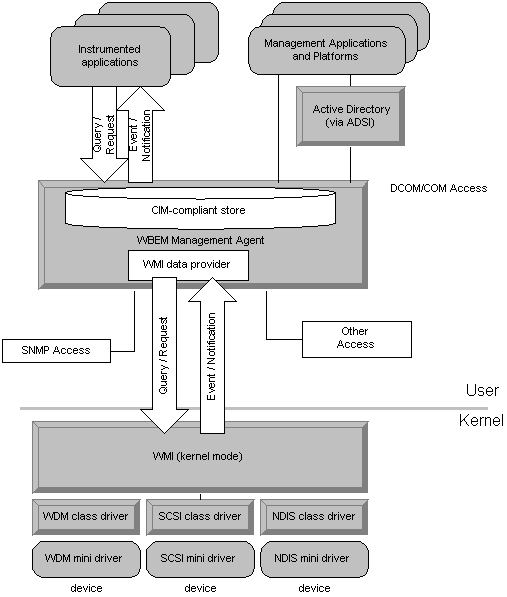 Instrumented
applications
Management Applications
and Platforms
Query /
Request
Event /
Notification
Active Directory
(via ADSI)
DCOM/COM Access
CIM-compliant store
WBEM Management Agent
WMI data provider
SNMP Access
Query / Request
Event / Notification
Other
Access
User
Kernel
WMI (kernel mode)
WDM class driver
SCSI class driver
NDIS class driver
WDM mini driver
SCSI mini driver
NDIS mini driver
device
device
device